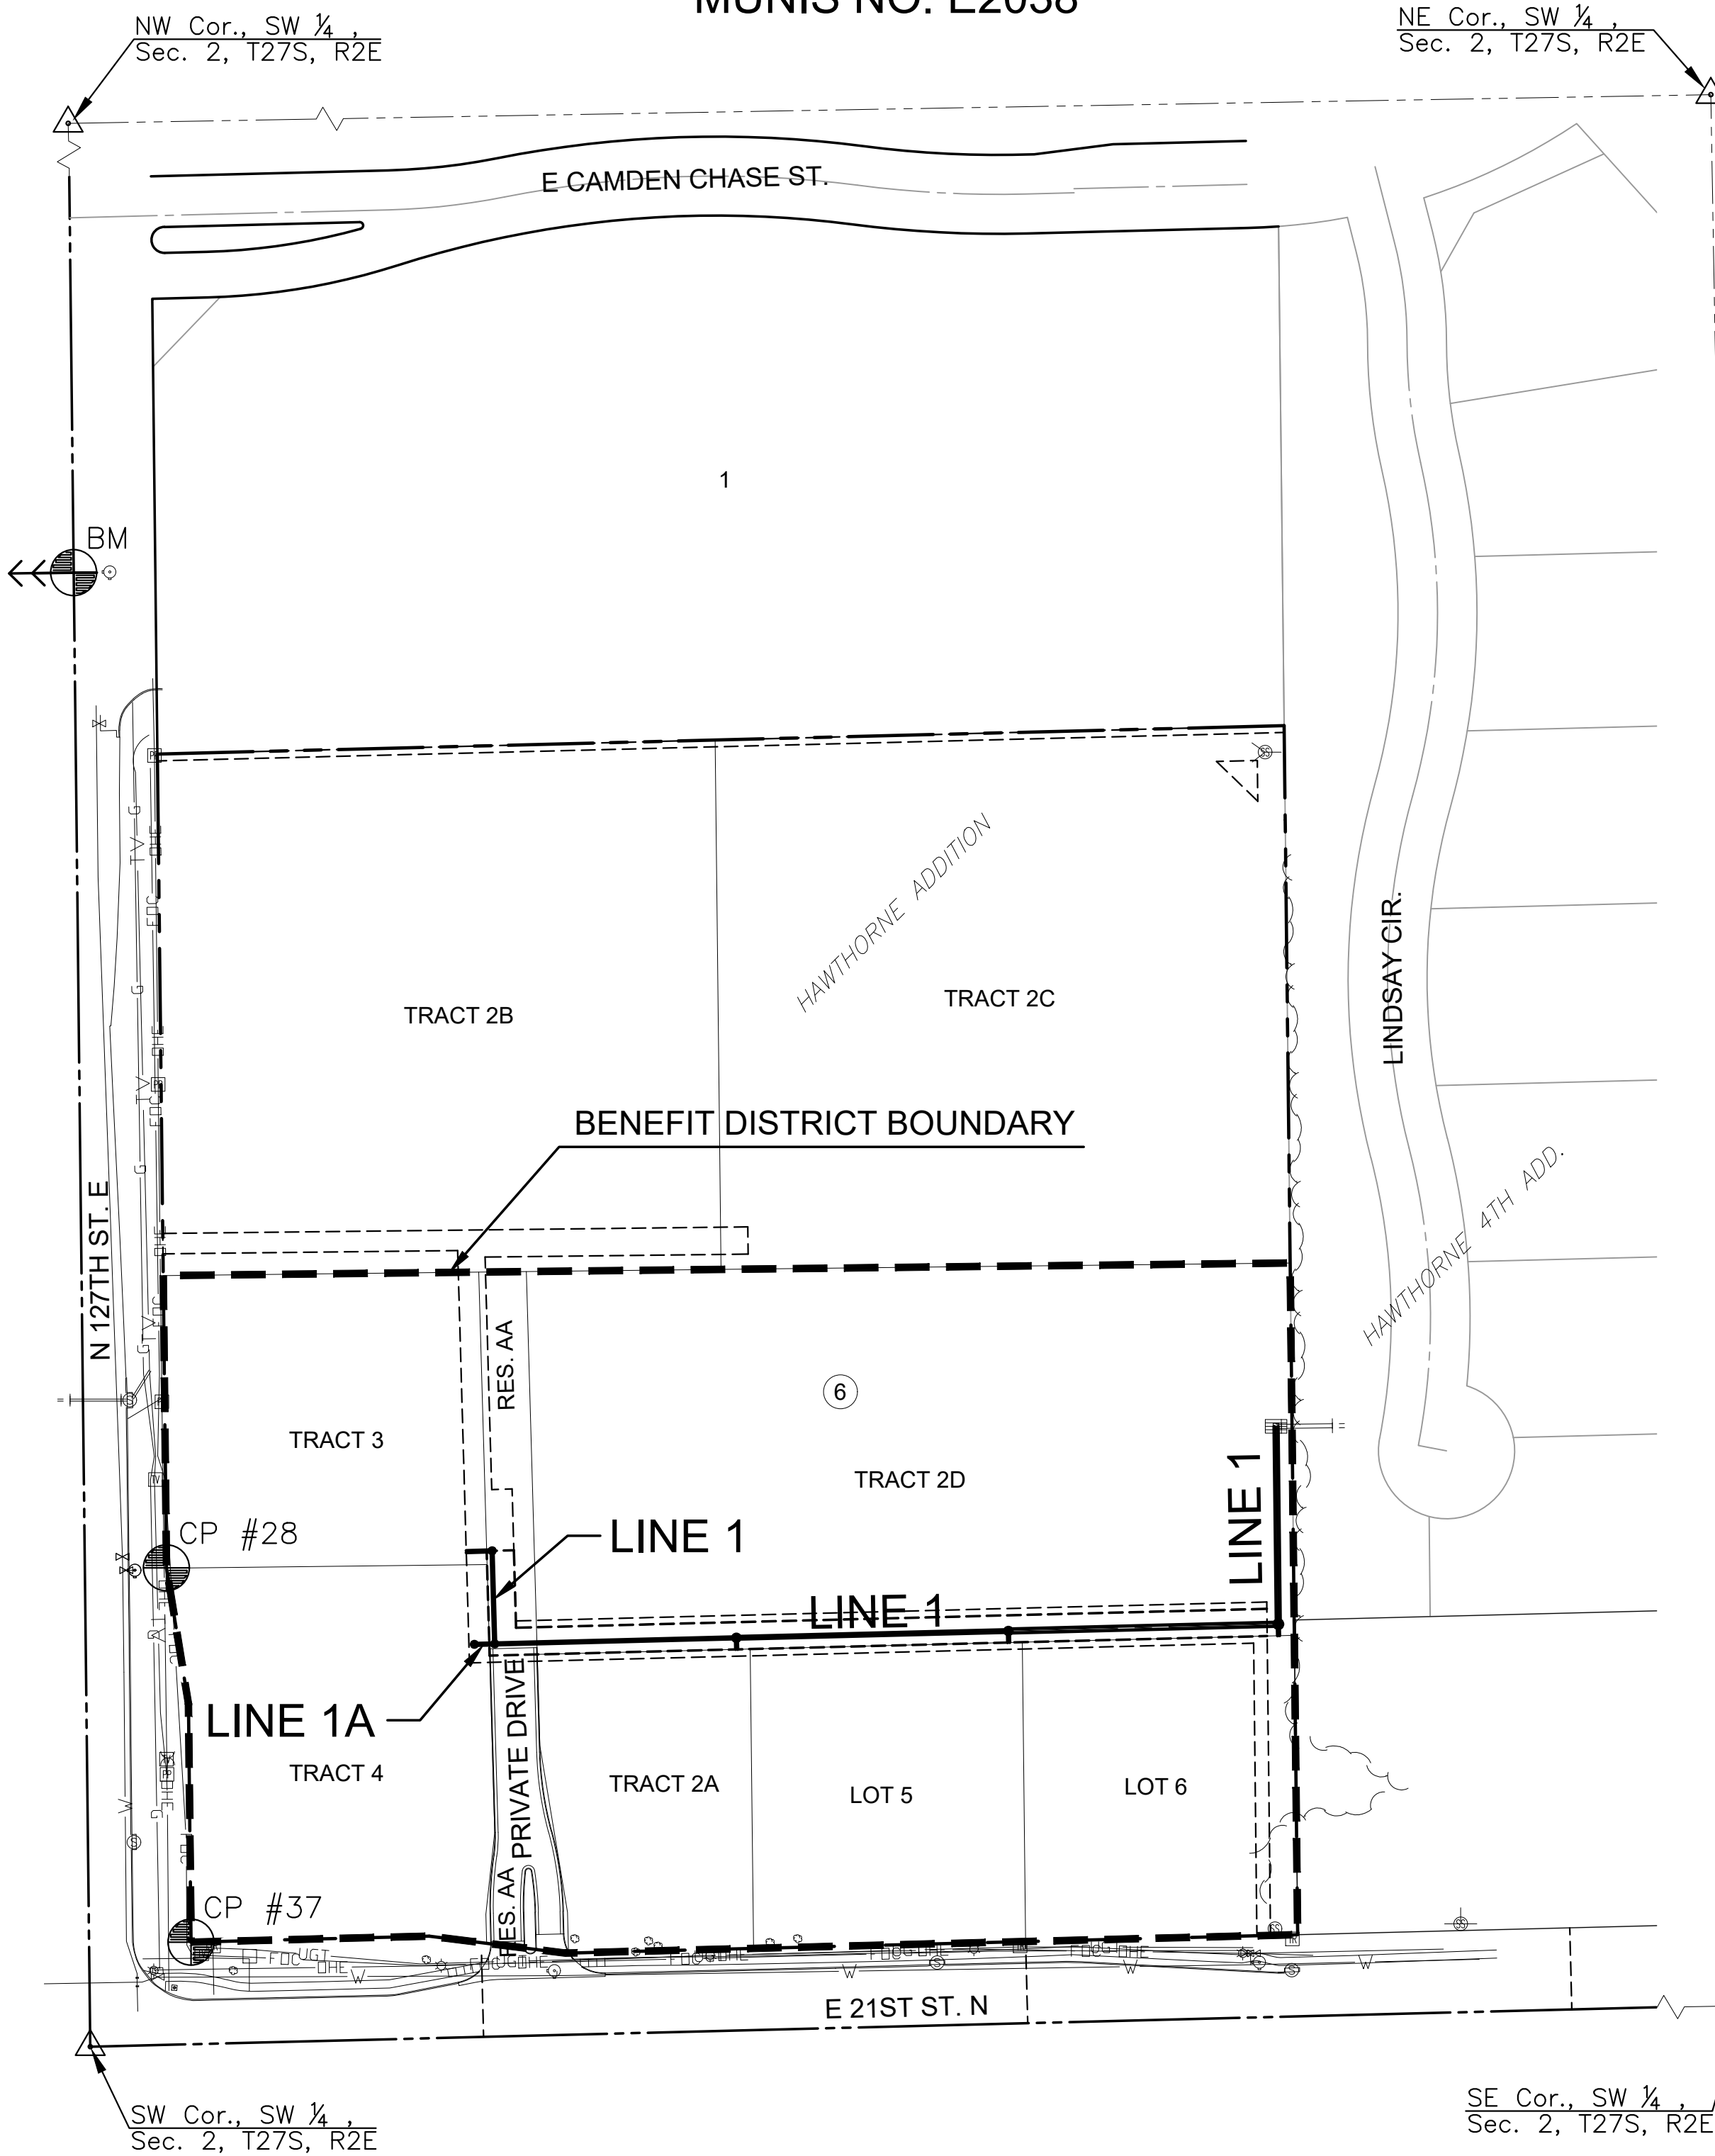 MUNIS NO. E2038
NW Cor., SW ¼ ,
Sec. 2, T27S, R2E
NE Cor., SW ¼ ,
Sec. 2, T27S, R2E
E CAMDEN CHASE ST.
1
BM
HAWTHORNE ADDITION
TRACT 2B
TRACT 2C
LINDSAY CIR.
BENEFIT DISTRICT BOUNDARY
N 127TH ST. E
HAWTHORNE 4TH ADD.
RES. AA
6
TRACT 3
TRACT 2D
LINE 1
CP #28
LINE 1
LINE 1
LINE 1A
PRIVATE DRIVE
TRACT 4
TRACT 2A
LOT 5
LOT 6
RES. AA
CP #37
E 21ST ST. N
SW Cor., SW ¼ ,
Sec. 2, T27S, R2E
SE Cor., SW ¼ ,
Sec. 2, T27S, R2E